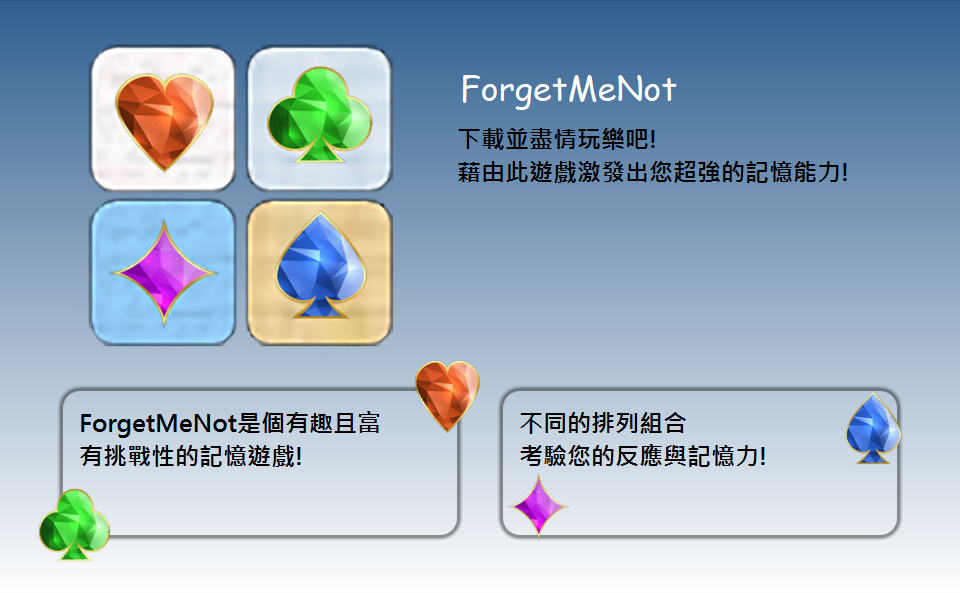 ForgetMeNot
下載並盡情玩樂吧!
藉由此遊戲激發出您超強的記憶能力!
ForgetMeNot是個有趣且富
有挑戰性的記憶遊戲!
不同的排列組合
考驗您的反應與記憶力!